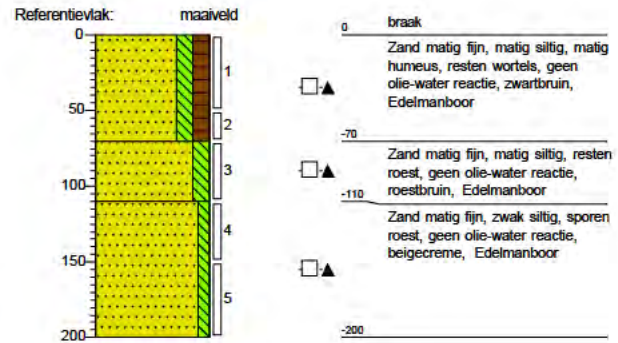 Referentievlak: maaiveld
0
50
100
150
200
1
2
3
4
5
0 braak
Zand matig fijn, matig siltig, matig
humeus, resten wortels, geen
olie-water reactie, zwartbruin,
Edelmanboor
-70
Zand matig fijn, matig siltig, resten
roest, geen olie-water reactie,
roestbruin, Edelmanboor
-110
Zand matig fijn, zwak siltig, sporen
roest, geen olie-water reactie,
beigecreme, Edelmanboor
-200